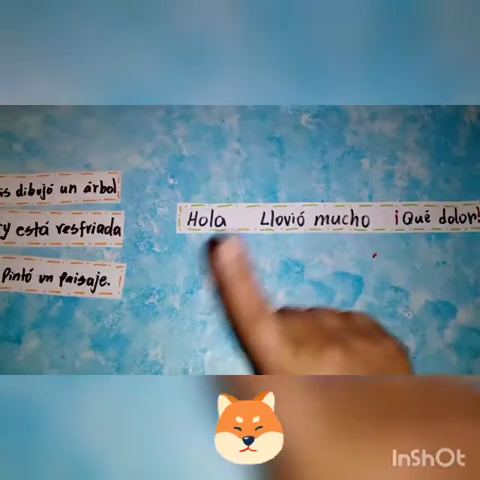 dibujó un árbol
está resfriada
Pintó un paisaje.
Hola Llovió mucho ¡Qué dolor!
InShOt